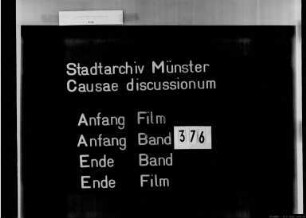 Stadtarchiv Münster
Causae discussionum
Anfang Film
Anfang Band 376
Ende Band
Ende Film